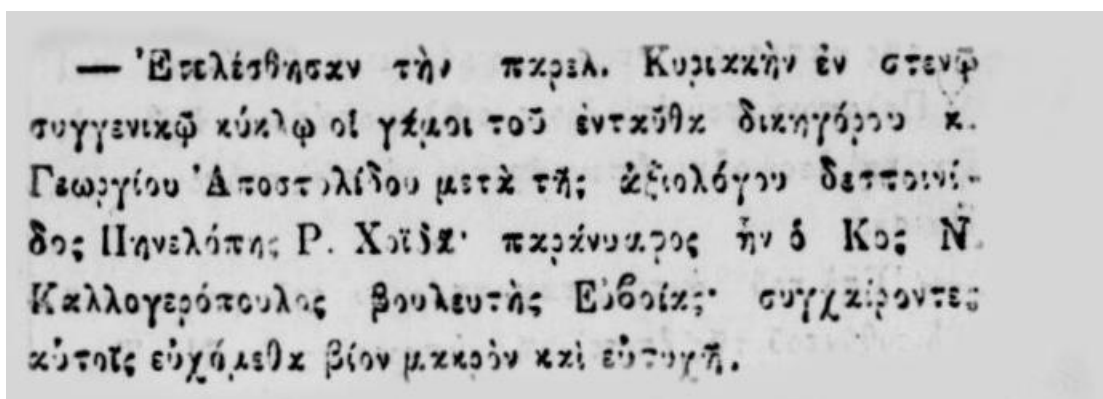 — Ἐτελέσθησαν τὴν παρελ. Κυριακὴν ἐν στενῷ
συγγενικῷ κύκλῳ οἱ γάμοι τοῦ ἐνταῦθα δικηγόρου κ.
Γεωργίου Ἀποστολίδου μετὰ τῆς ἀξιολόγου δεσποινί-
δος Πηνελόπης Ρ. Χοϊδᾶ· παράνυμφος ἦν ὁ Κος Ν.
Καλλογερόπουλος βουλευτὴς Εὐβοίας· συγχαίροντες
αὐτοῖς εὐχόμεθα βίον μακρὸν καὶ εὐτυχῆ.